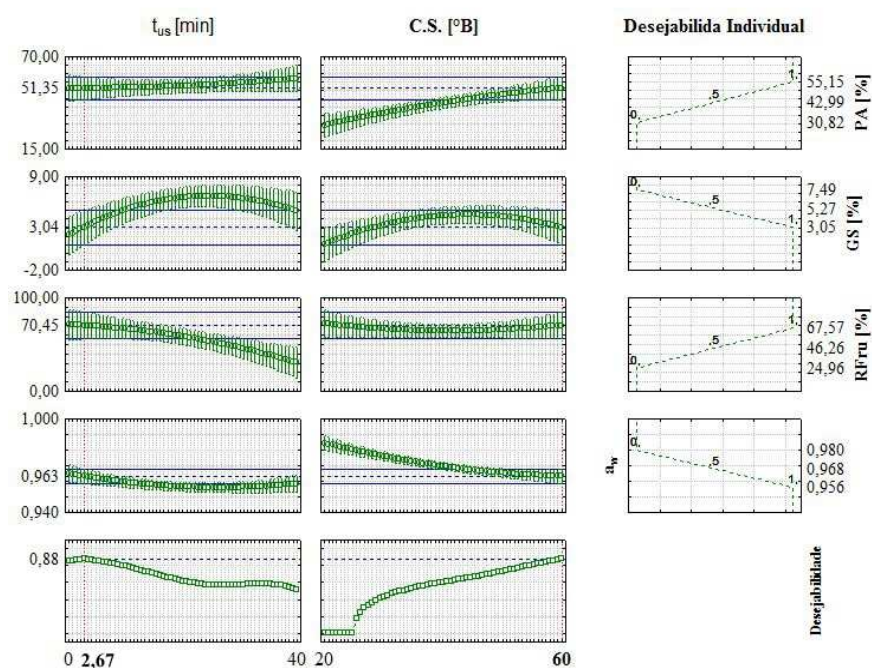 t_us [min] C.S. [°B] Desejabilida Individual
70,00
51,35
15,00
0, ,5 1,
55,15
42,99
30,82
PA [%]
9,00
3,04
-2,00
0, ,5 1,
7,49
5,27
3,05
GS [%]
100,00
70,45
0,00
0, ,5 1,
67,57
46,26
24,96
RFru [%]
1,000
0,963
0,940
a_w
0, ,5 1,
0,980
0,968
0,956
0,88
Desejabilidade
0 2,67 40 20 60